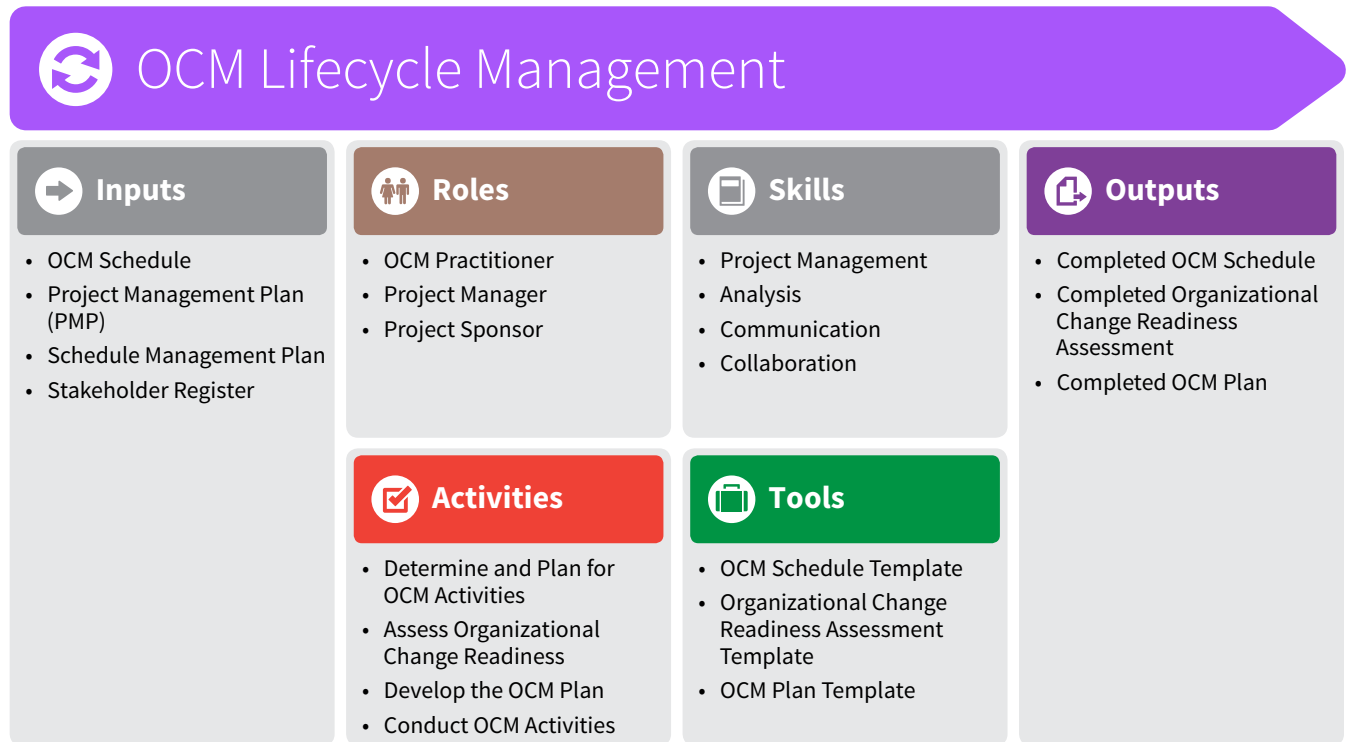 OCM Lifecycle Management
Inputs
• OCM Schedule
• Project Management Plan
(PMP)
• Schedule Management Plan
• Stakeholder Register
Roles
• OCM Practitioner
• Project Manager
• Project Sponsor
Skills
• Project Management
• Analysis
• Communication
• Collaboration
Outputs
• Completed OCM Schedule
• Completed Organizational
Change Readiness
Assessment
• Completed OCM Plan
Activities
• Determine and Plan for
OCM Activities
• Assess Organizational
Change Readiness
• Develop the OCM Plan
• Conduct OCM Activities
Tools
• OCM Schedule Template
• Organizational Change
Readiness Assessment
Template
• OCM Plan Template